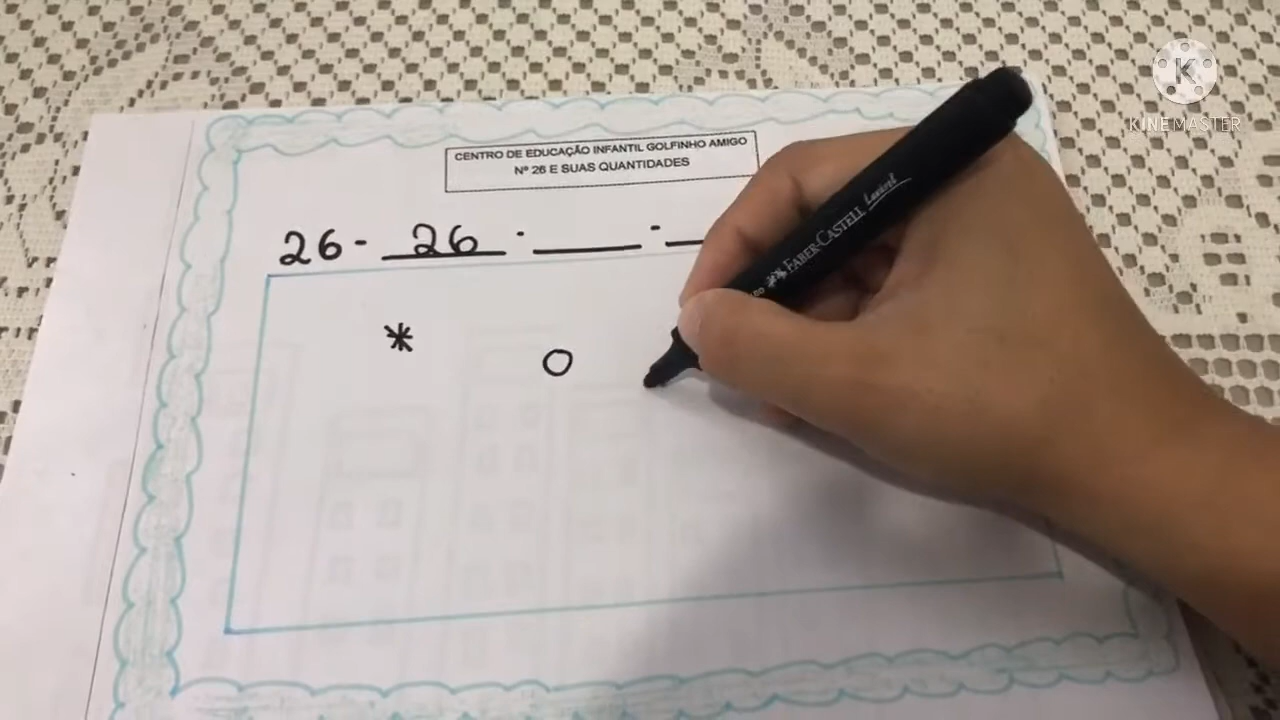 KINEMASTER
CENTRO DE EDUCAÇÃO INFANTIL GOLFINHO AMIGO
Nº 26 E SUAS QUANTIDADES
26 - 26 . ____ . __
FABER-CASTELL